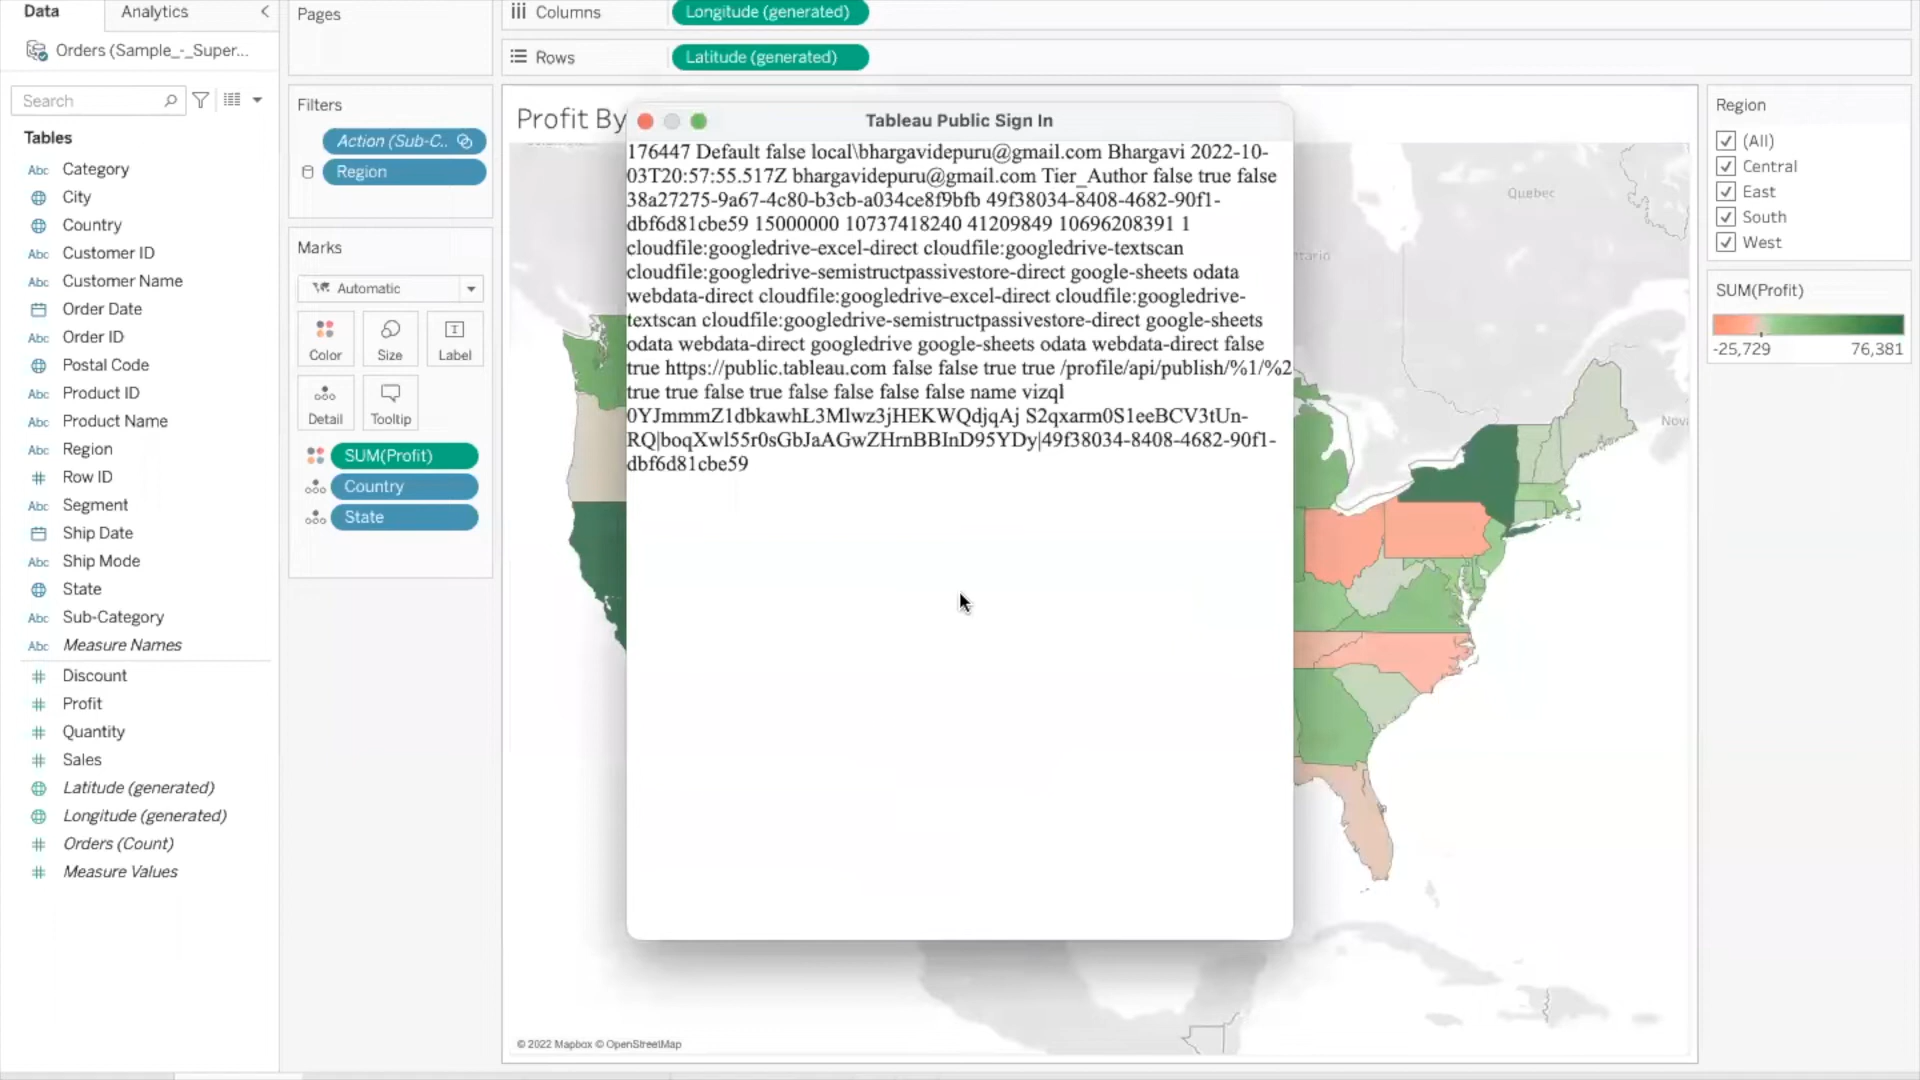 Data
Analytics
Orders (Sample_-_Super...
Search
Tables
Abc Category
City
Country
Abc Customer ID
Abc Customer Name
Order Date
Abc Order ID
Postal Code
Abc Product ID
Abc Product Name
Abc Region
# Row ID
Abc Segment
Ship Date
Abc Ship Mode
State
Abc Sub-Category
Abc Measure Names
# Discount
# Profit
# Quantity
# Sales
Latitude (generated)
Longitude (generated)
# Orders (Count)
# Measure Values
Pages
Filters
Action (Sub-C..
Region
Marks
Automatic
Color
Size
Label
Detail
Tooltip
SUM(Profit)
Country
State
Columns
Longitude (generated)
Rows
Latitude (generated)
Profit By
Tableau Public Sign In
176447 Default false local\bhargavidepuru@gmail.com Bhargavi 2022-10-
03T20:57:55.517Z bhargavidepuru@gmail.com Tier_Author false true false
38a27275-9a67-4c80-b3cb-a034ce8f9bfb 49f38034-8408-4682-90f1-
dbf6d81cbe59 15000000 10737418240 41209849 10696208391 1
cloudfile:googledrive-excel-direct cloudfile:googledrive-textscan
cloudfile:googledrive-semistructpassivestore-direct google-sheets odata
webdata-direct cloudfile:googledrive-excel-direct cloudfile:googledrive-
textscan cloudfile:googledrive-semistructpassivestore-direct google-sheets
odata webdata-direct googledrive google-sheets odata webdata-direct false
true https://public.tableau.com false false true true /profile/api/publish/%1/%2
true true false true false false false false name vizql
0YJmmmZ1dbkawhL3Mlwz3jHEKWQdjqAj S2qxarm0S1eeBCV3tUn-
RQ|boqXwl55r0sGbJaAGwZHrnBBInD95YDy|49f38034-8408-4682-90f1-
dbf6d81cbe59
Quebec
ntario
Nov
© 2022 Mapbox © OpenStreetMap
Region
(All)
Central
East
South
West
SUM(Profit)
-25,729
76,381